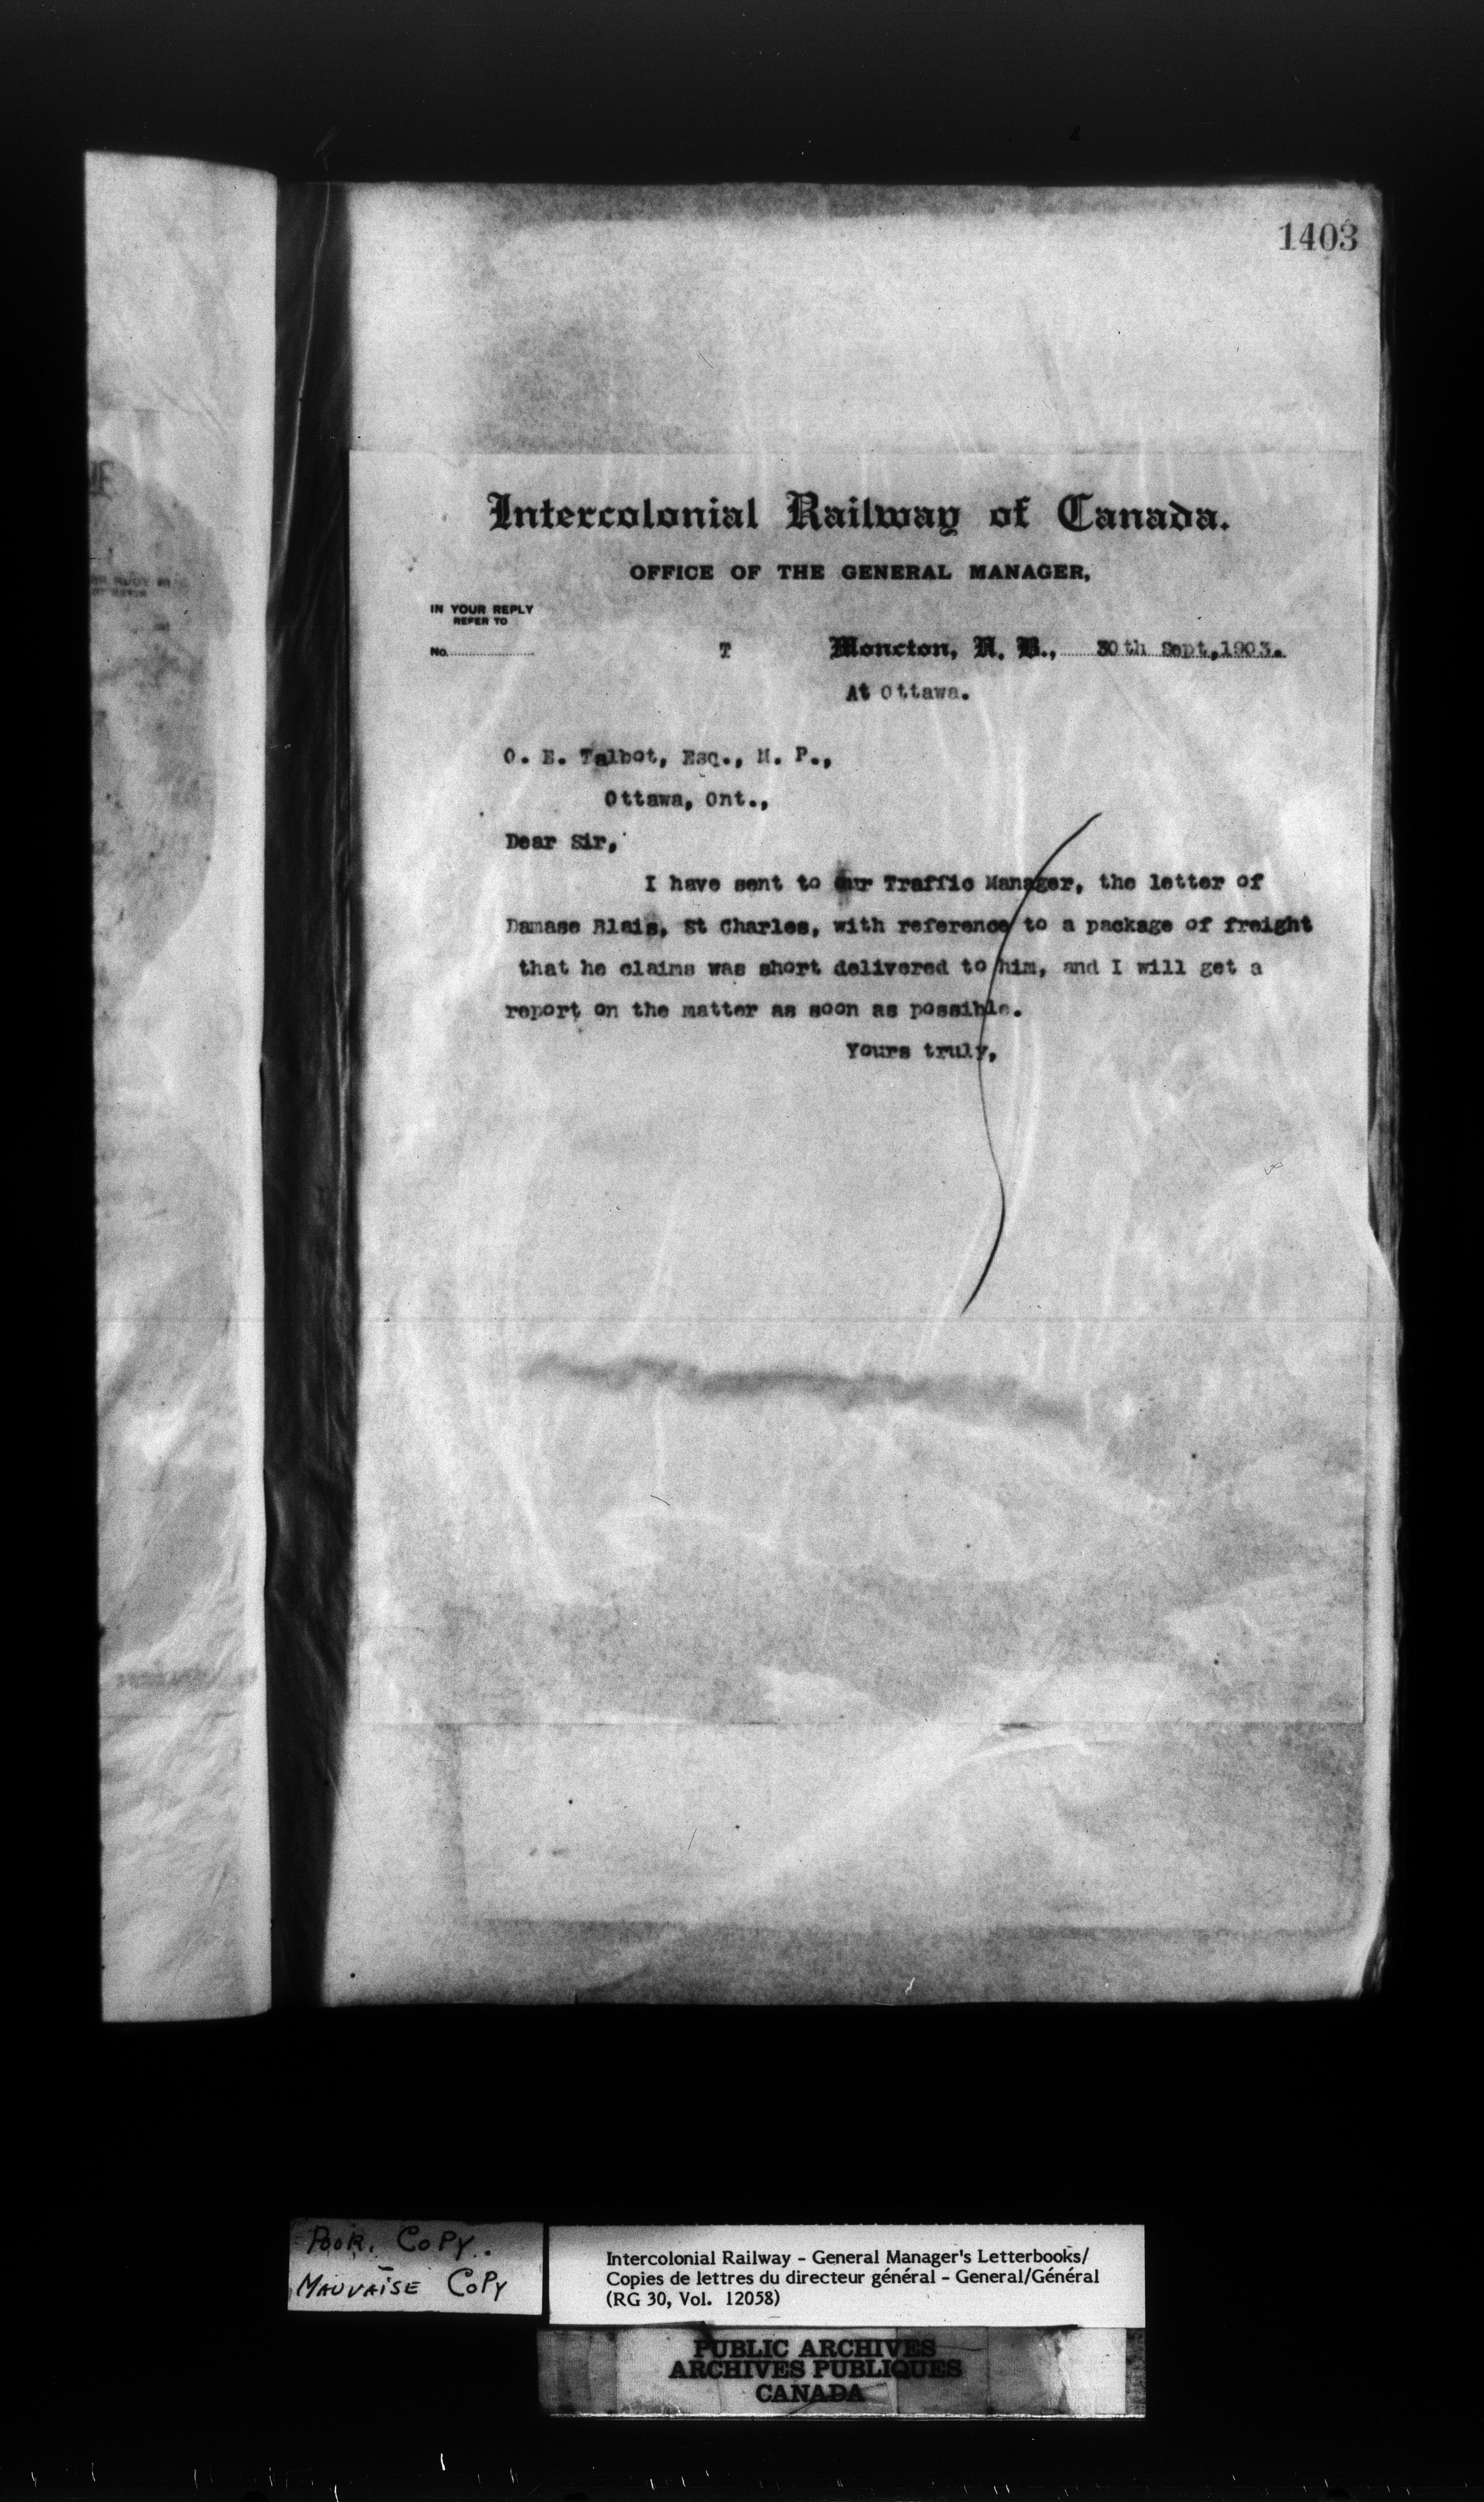 1403
Intercolonial Railway of Canada.
OFFICE OF THE GENERAL MANAGER,
IN YOUR REPLY
REFER TO
No.
T Moncton, N. B., 30th Sept, 1903.
At Ottawa.
O. E. Talbot, Esq., M. P.,
Ottawa, Ont.,
Dear Sir,
I have sent to our Traffic Manager, the letter of
Damase Blais, St Charles, with reference to a package of freight
that he claims was short delivered to him, and I will get a
report on the matter as soon as possible.
Yours truly,
POOR COPY.
MAUVAISE COPY
Intercolonial Railway - General Manager's Letterbooks/
Copies de lettres du directeur général - General/Général
(RG 30, Vol. 12058)
PUBLIC ARCHIVES
ARCHIVES PUBLIQUES
CANADA